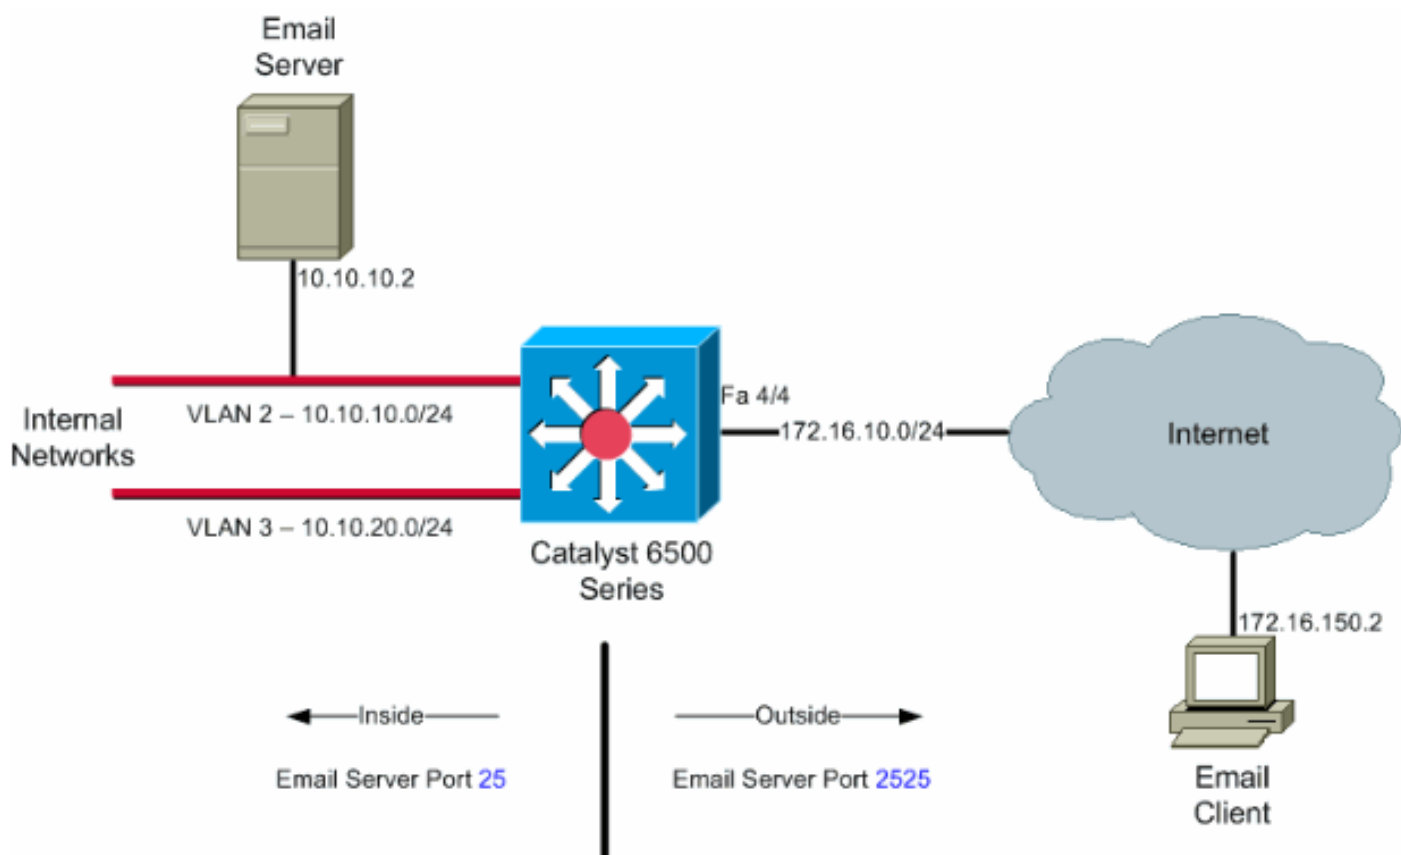 Email
Server
10.10.10.2
Internal
Networks
VLAN 2 – 10.10.10.0/24
VLAN 3 – 10.10.20.0/24
Fa 4/4
172.16.10.0/24
Internet
Catalyst 6500
Series
172.16.150.2
Email
Client
Inside
Outside
Email Server Port 25
Email Server Port 2525